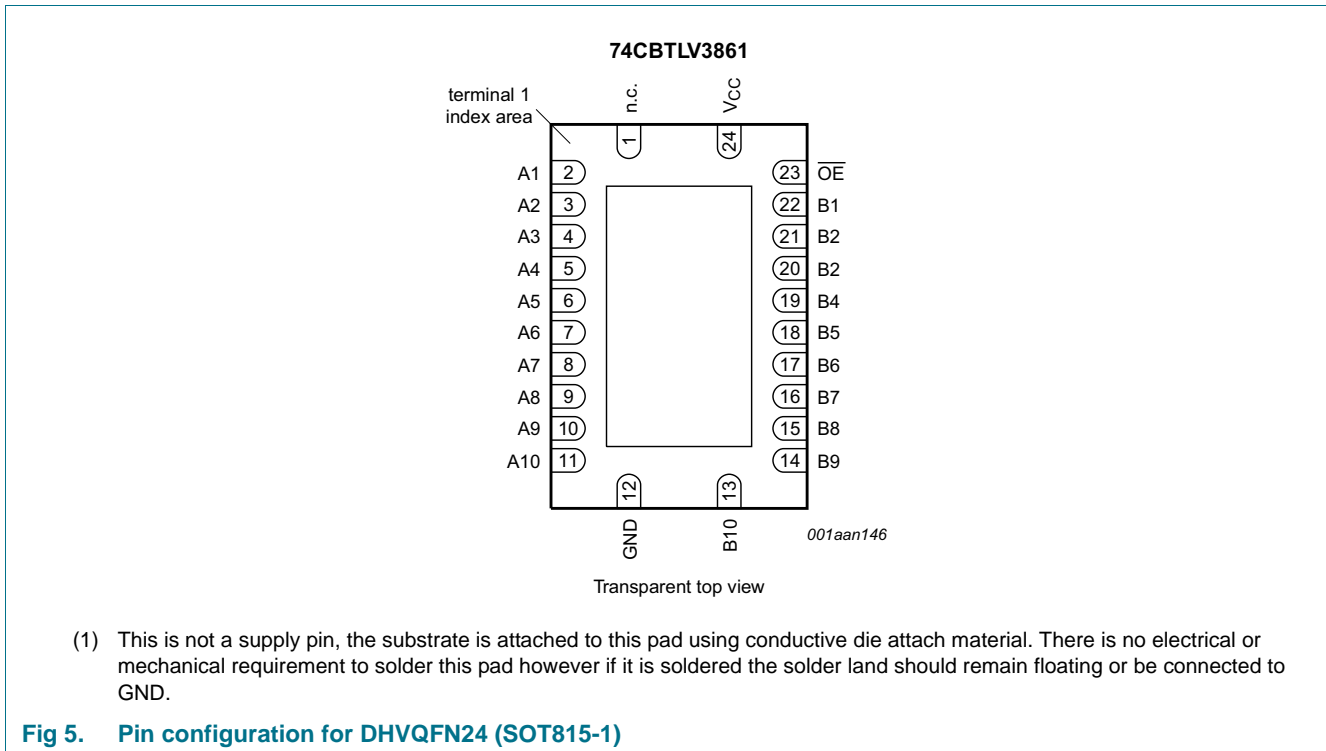 74CBTLV3861
terminal 1
index area
n.c.
VCC
1
24
A1 2
23 OE
A2 3
22 B1
A3 4
21 B2
A4 5
20 B2
A5 6
19 B4
A6 7
18 B5
A7 8
17 B6
A8 9
16 B7
A9 10
15 B8
A10 11
14 B9
12
13
GND
B10
001aan146
Transparent top view
(1) This is not a supply pin, the substrate is attached to this pad using conductive die attach material. There is no electrical or
mechanical requirement to solder this pad however if it is soldered the solder land should remain floating or be connected to
GND.
Fig 5. Pin configuration for DHVQFN24 (SOT815-1)